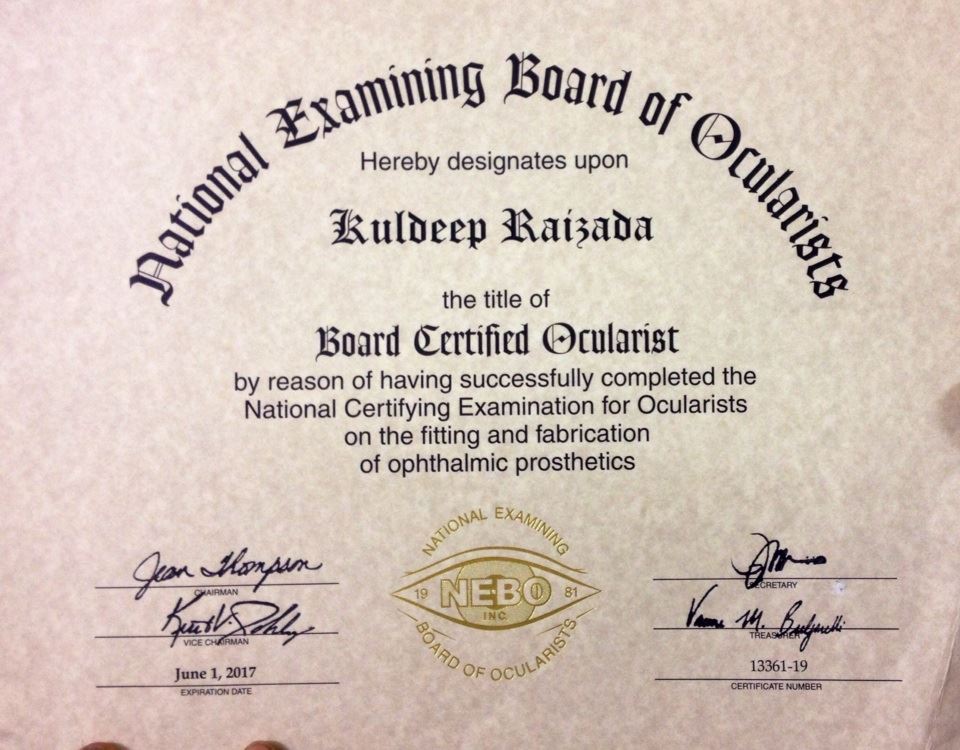 National Examining Board of Ocularists
Hereby designates upon
Kuldeep Raizada
the title of
Board Certified Ocularist
by reason of having successfully completed the
National Certifying Examination for Ocularists
on the fitting and fabrication
of ophthalmic prosthetics
NATIONAL EXAMINING
19 NEBO 81
INC.
BOARD OF OCULARISTS
Jean Thompson
CHAIRMAN
VICE CHAIRMAN
June 1, 2017
EXPIRATION DATE
SECRETARY
M.
TREASURER
13361-19
CERTIFICATE NUMBER